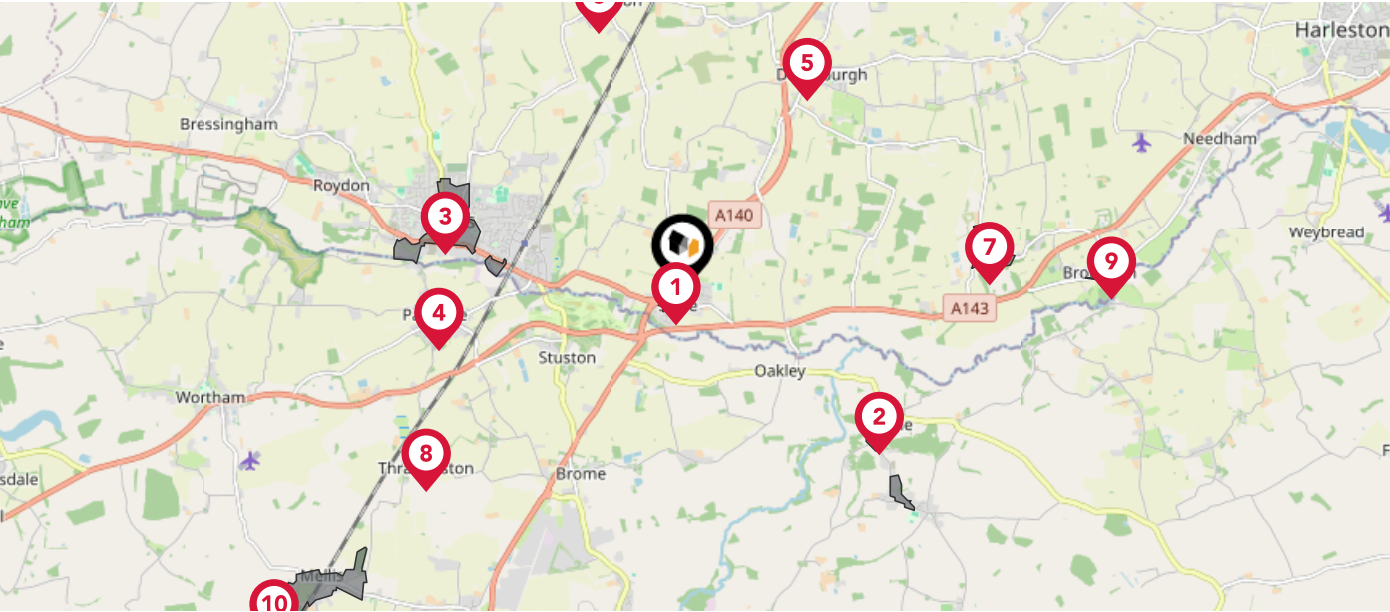 Harleston
5
Bressingham
Needham
Roydon
3
A140
Weybread
7
9
1
A143
4
Stuston
Oakley
Wortham
2
8
Brome
Mellis
10